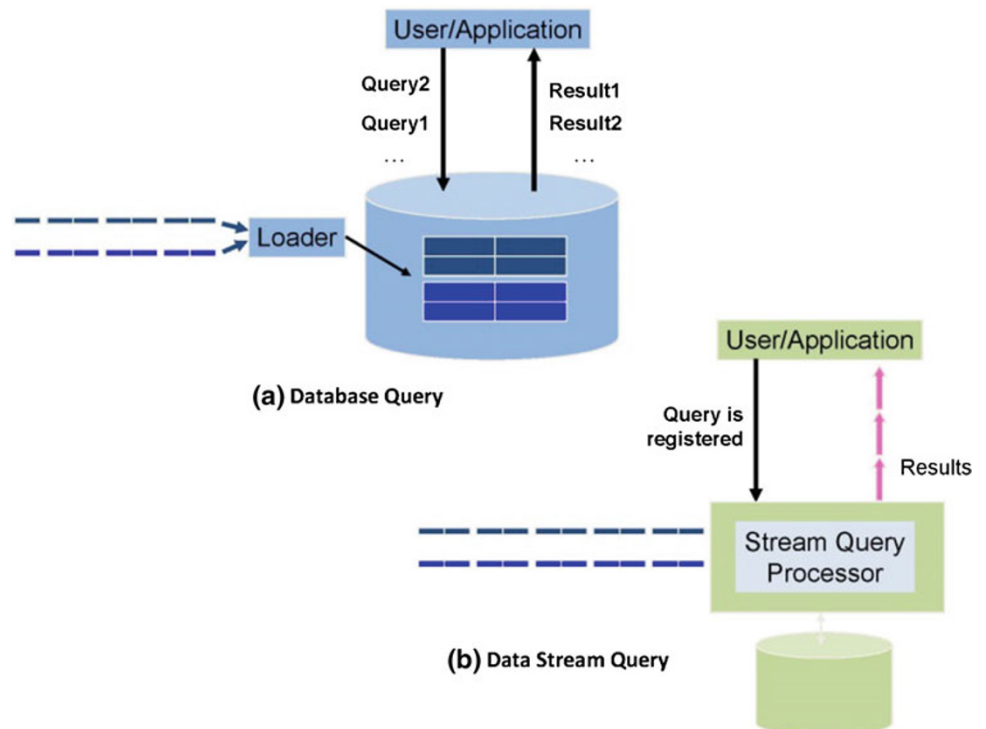 User/Application
Query2
Query1
...
Result1
Result2
...
Loader
(a) Database Query
User/Application
Query is
registered
Results
Stream Query
Processor
(b) Data Stream Query